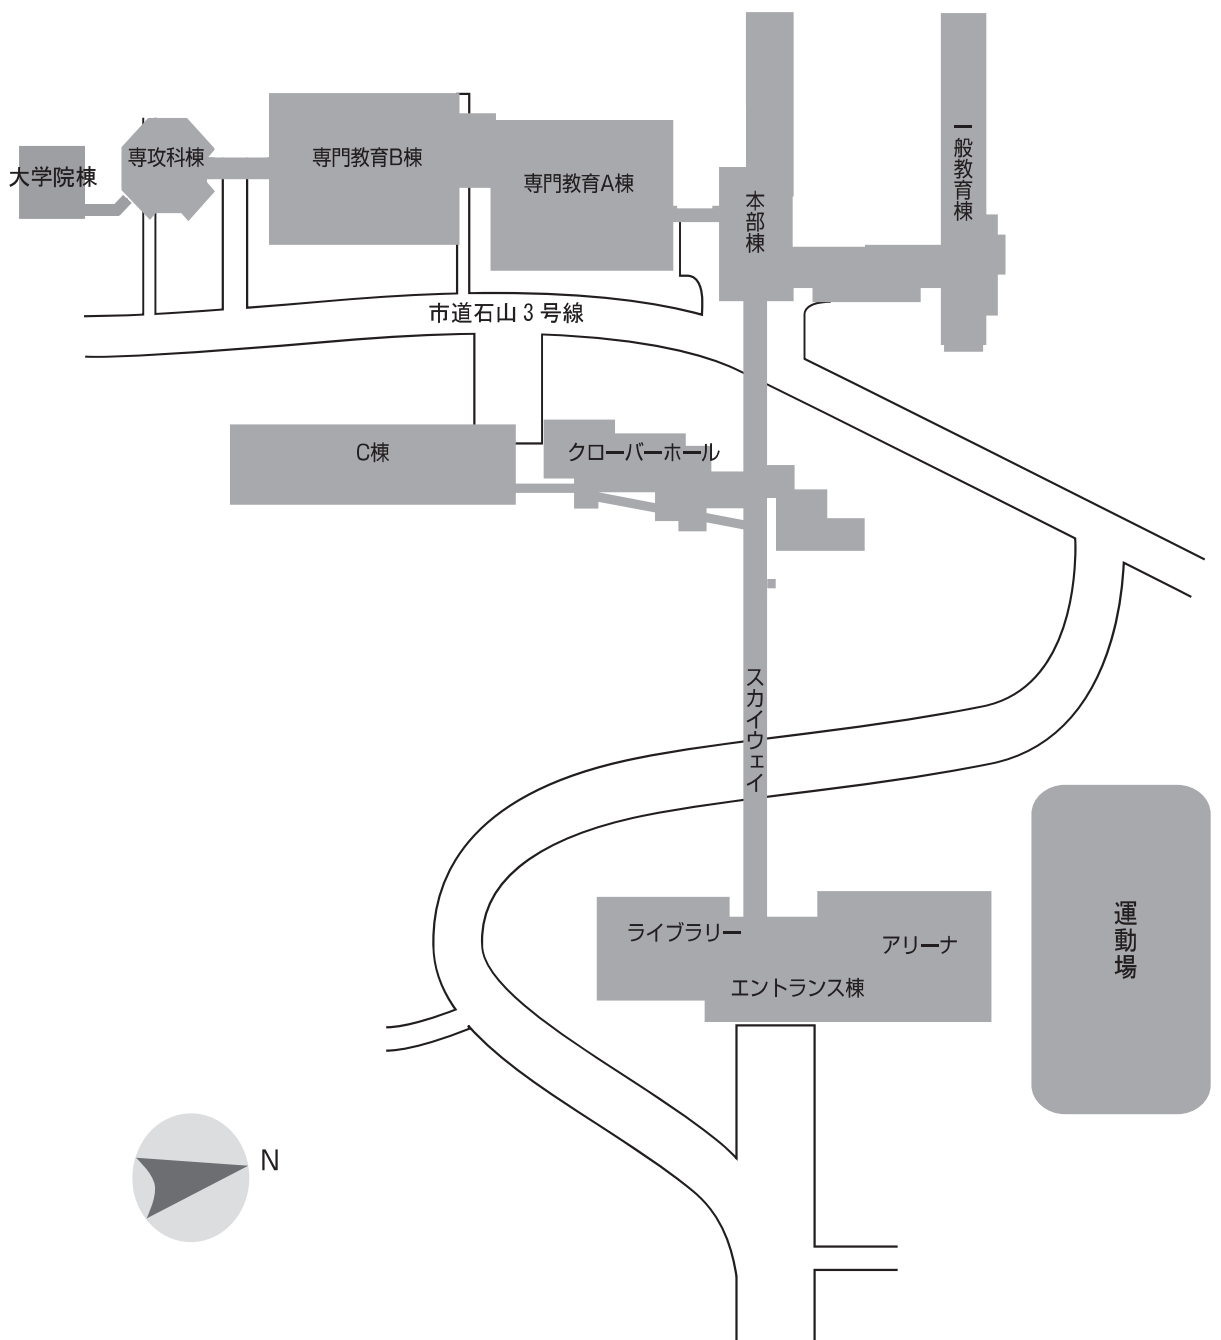 一般教育棟
専攻科棟
専門教育B棟
大学院棟
専門教育A棟
本部棟
市道石山3号線
C棟
クローバーホール
スカイウェイ
ライブラリー
アリーナ
運動場
エントランス棟
N